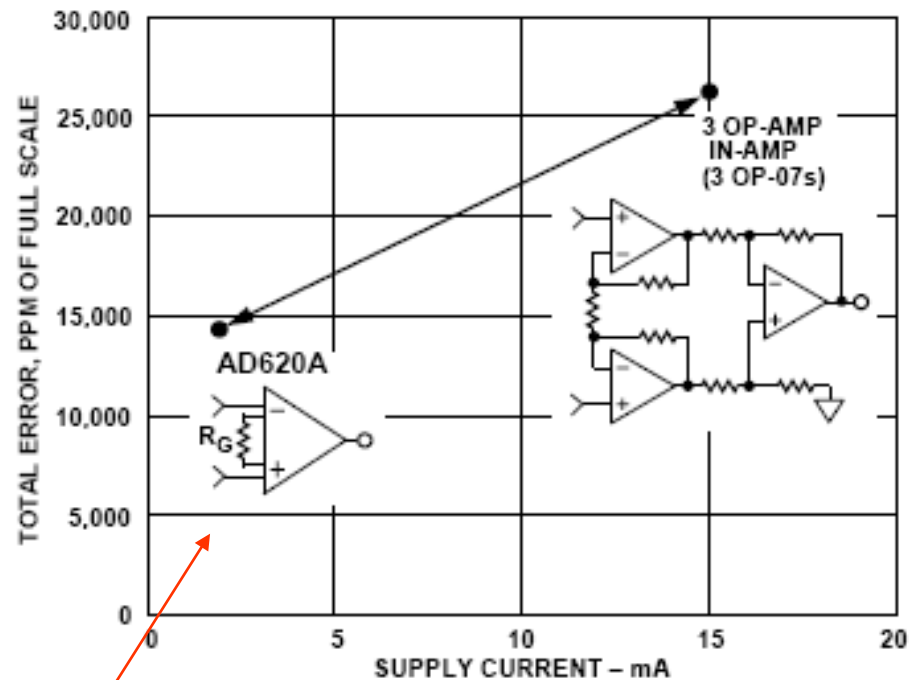 TOTAL ERROR, PPM OF FULL SCALE
30,000
25,000
20,000
15,000
10,000
5,000
0
3 OP-AMP
IN-AMP
(3 OP-07s)
+
−
−
+
−
+
AD620A
−
RG
+
0
5
10
15
20
SUPPLY CURRENT – mA